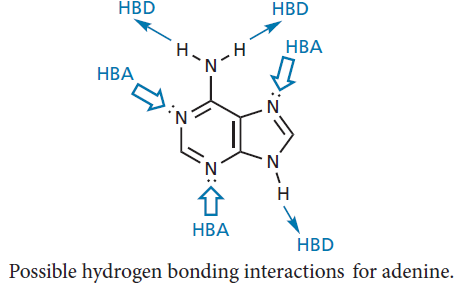 HBD HBD
H H
N
HBA HBA
N N
N N
H
HBA
HBD
Possible hydrogen bonding interactions for adenine.